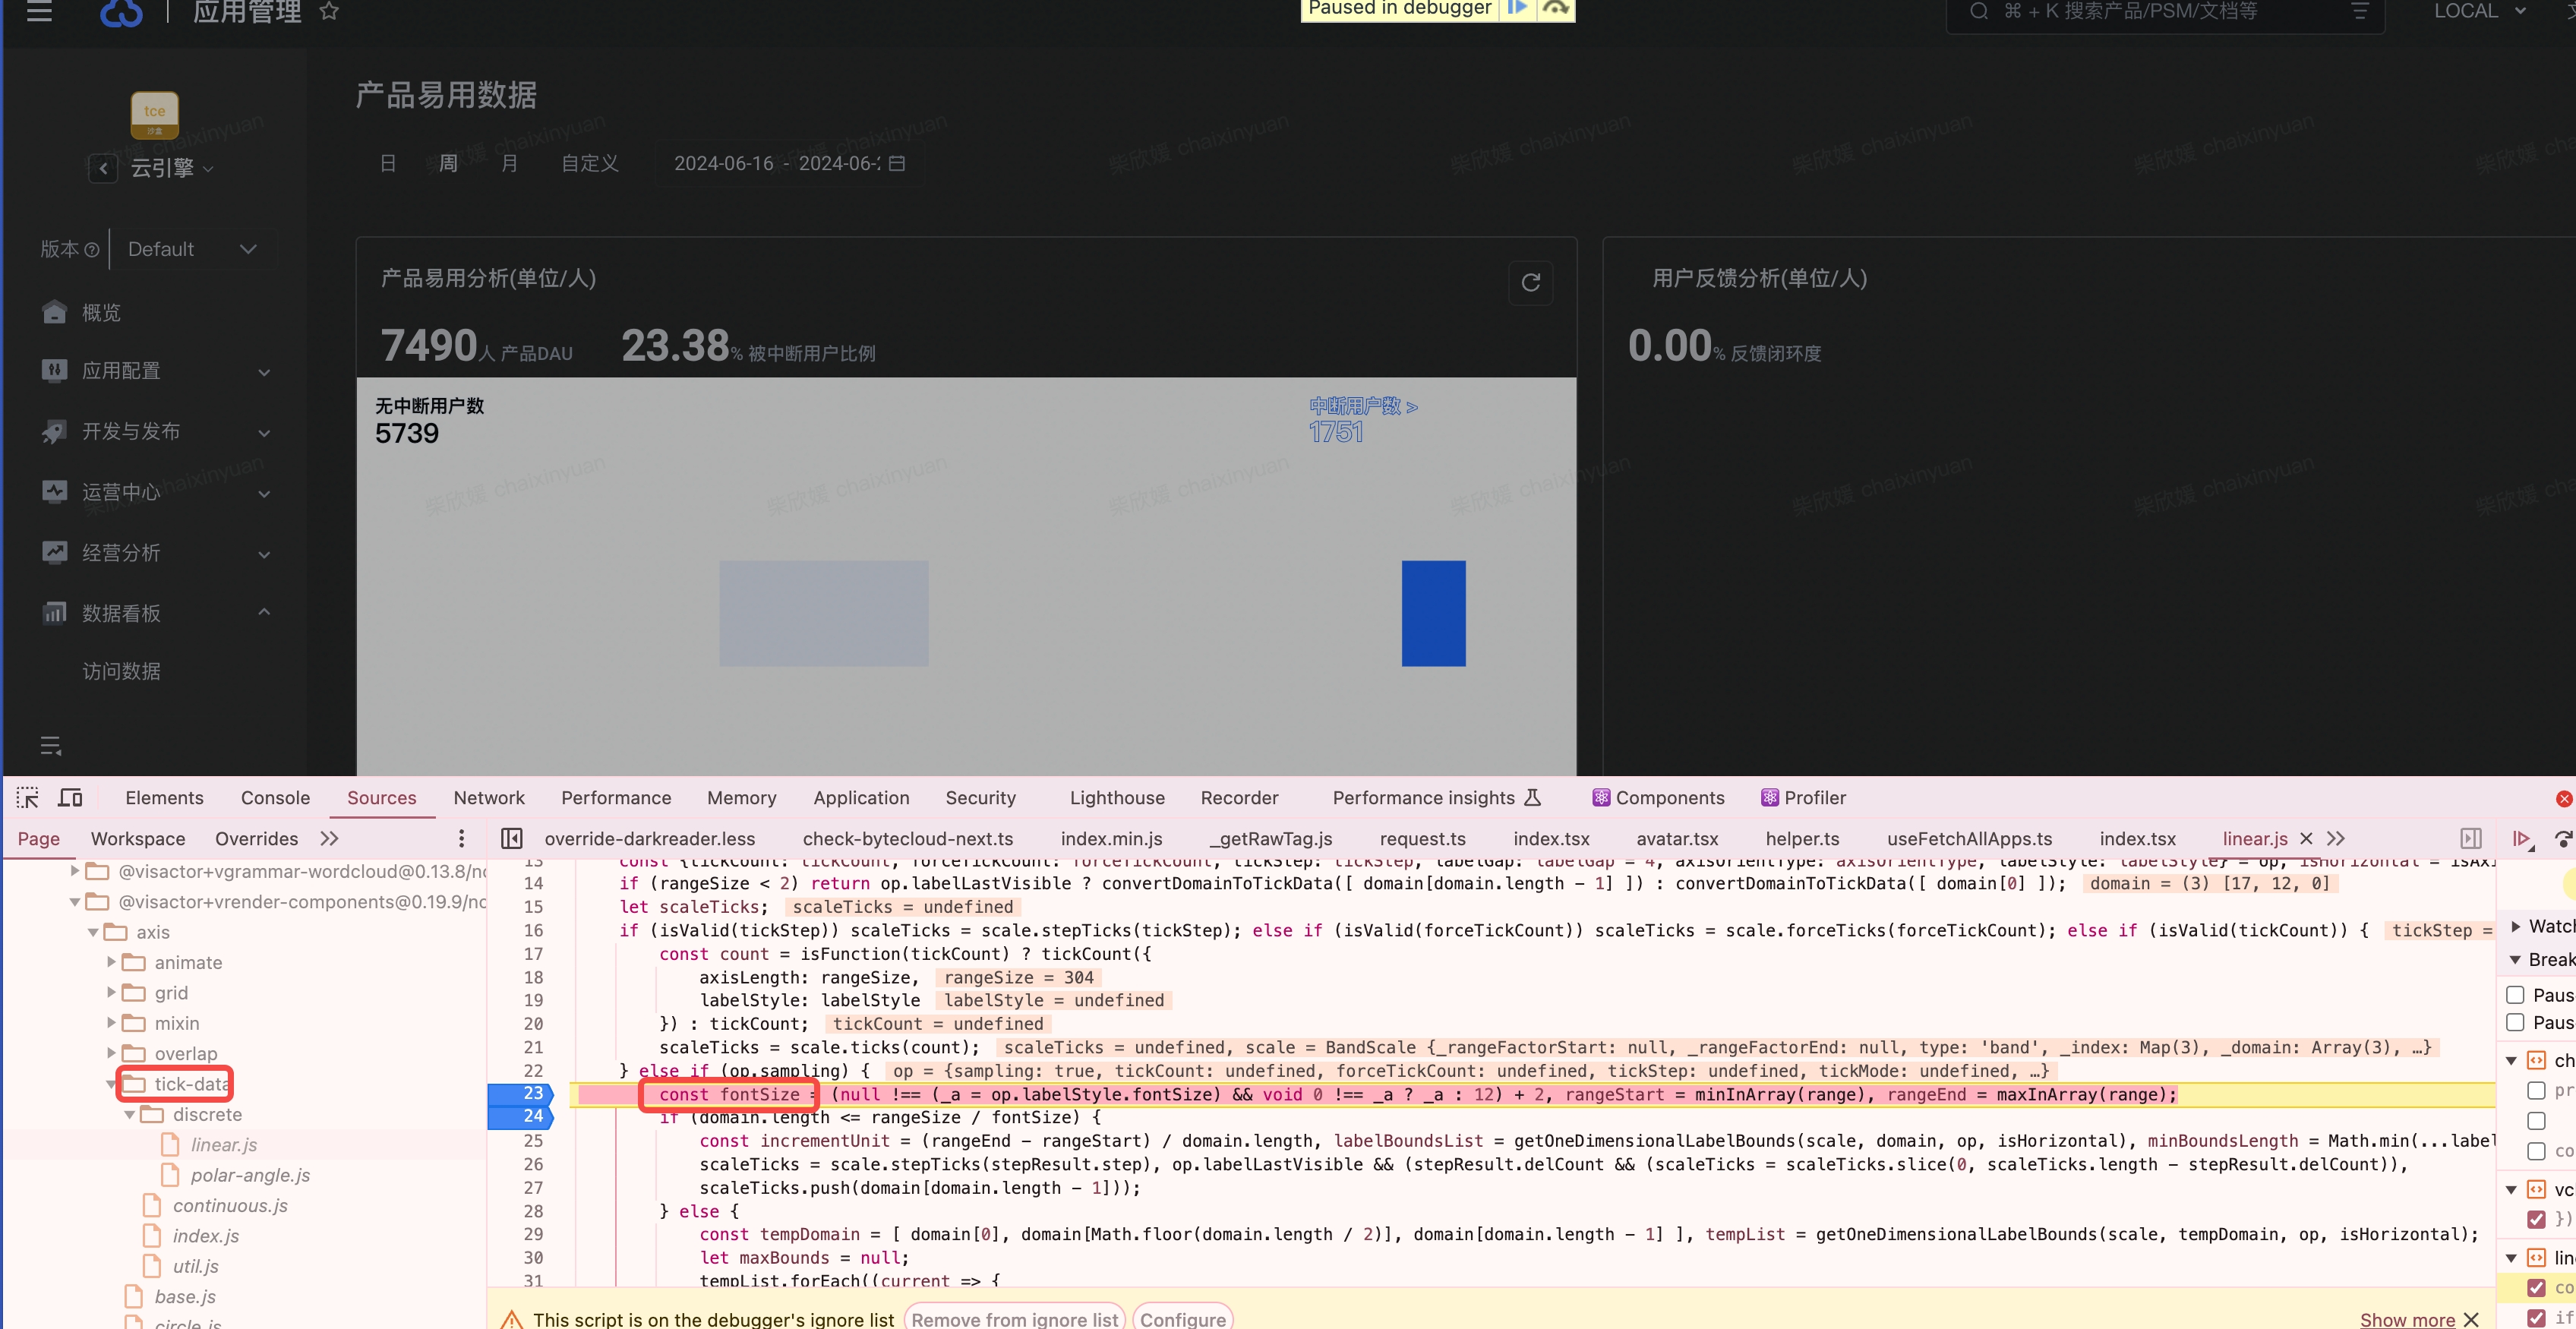 应用管理
Paused in debugger
⌘ + K 搜索产品/PSM/文档等
LOCAL
tce
沙盒
云引擎
版本
Default
概览
应用配置
开发与发布
运营中心
经营分析
数据看板
访问数据
产品易用数据
日 周 月 自定义 2024-06-16 - 2024-06-
产品易用分析(单位/人)
7490人 产品DAU 23.38% 被中断用户比例
用户反馈分析(单位/人)
0.00% 反馈闭环度
无中断用户数
5739
中断用户数 >
1751
柴欣媛 chaixinyuan
Elements Console Sources Network Performance Memory Application Security Lighthouse Recorder Performance insights Components Profiler
Page Workspace Overrides
override-darkreader.less check-bytecloud-next.ts index.min.js _getRawTag.js request.ts index.tsx avatar.tsx helper.ts useFetchAllApps.ts index.tsx linear.js
@visactor+vgrammar-wordcloud@0.13.8/no
@visactor+vrender-components@0.19.9/no
axis
animate
grid
mixin
overlap
tick-data
discrete
linear.js
polar-angle.js
continuous.js
index.js
util.js
base.js
circle.js
13 const {tickCount: tickCount, forceTickCount: forceTickCount, tickStep: tickStep, labelGap: labelGap = 4, axisOrientType: axisOrientType, labelStyle: labelStyle} = op, isHorizontal = isAxi
14 if (rangeSize < 2) return op.labelLastVisible ? convertDomainToTickData([ domain[domain.length - 1] ]) : convertDomainToTickData([ domain[0] ]); domain = (3) [17, 12, 0]
15 let scaleTicks; scaleTicks = undefined
16 if (isValid(tickStep)) scaleTicks = scale.stepTicks(tickStep); else if (isValid(forceTickCount)) scaleTicks = scale.forceTicks(forceTickCount); else if (isValid(tickCount)) { tickStep =
17 const count = isFunction(tickCount) ? tickCount({
18 axisLength: rangeSize, rangeSize = 304
19 labelStyle: labelStyle labelStyle = undefined
20 }) : tickCount; tickCount = undefined
21 scaleTicks = scale.ticks(count); scaleTicks = undefined, scale = BandScale {_rangeFactorStart: null, _rangeFactorEnd: null, type: 'band', _index: Map(3), _domain: Array(3), …}
22 } else if (op.sampling) { op = {sampling: true, tickCount: undefined, forceTickCount: undefined, tickStep: undefined, tickMode: undefined, …}
23 const fontSize = (null !== (_a = op.labelStyle.fontSize) && void 0 !== _a ? _a : 12) + 2, rangeStart = minInArray(range), rangeEnd = maxInArray(range);
24 if (domain.length <= rangeSize / fontSize) {
25 const incrementUnit = (rangeEnd - rangeStart) / domain.length, labelBoundsList = getOneDimensionalLabelBounds(scale, domain, op, isHorizontal), minBoundsLength = Math.min(...label
26 scaleTicks = scale.stepTicks(stepResult.step), op.labelLastVisible && (stepResult.delCount && (scaleTicks = scaleTicks.slice(0, scaleTicks.length - stepResult.delCount)),
27 scaleTicks.push(domain[domain.length - 1]));
28 } else {
29 const tempDomain = [ domain[0], domain[Math.floor(domain.length / 2)], domain[domain.length - 1] ], tempList = getOneDimensionalLabelBounds(scale, tempDomain, op, isHorizontal);
30 let maxBounds = null;
31 tempList.forEach((current => {
This script is on the debugger's ignore list Remove from ignore list Configure Show more
Watch
Break
Paus
Paus
ch
pr
co
vc
})
lin
co
if